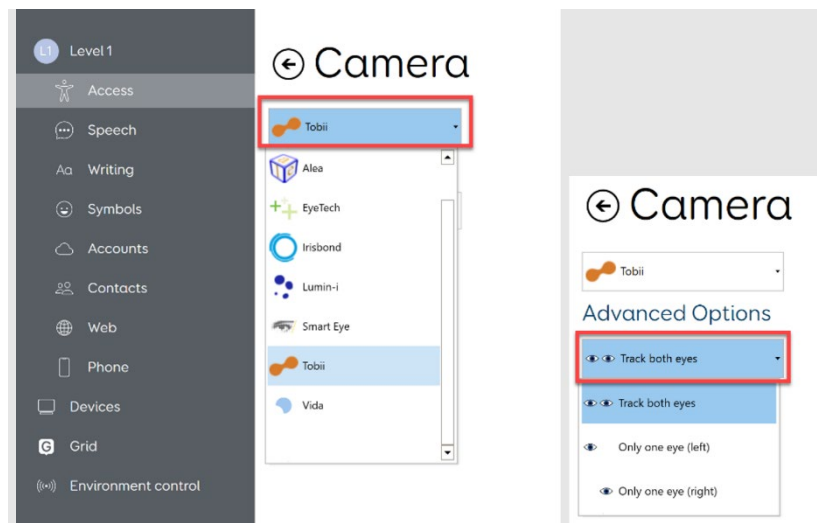 L1 Level 1
Access
Speech
Aa Writing
Symbols
Accounts
Contacts
Web
Phone
Devices
G Grid
Environment control
Camera
Tobii
Alea
EyeTech
Irisbond
Lumin-i
Smart Eye
Tobii
Vida
Camera
Tobii
Advanced Options
Track both eyes
Track both eyes
Only one eye (left)
Only one eye (right)